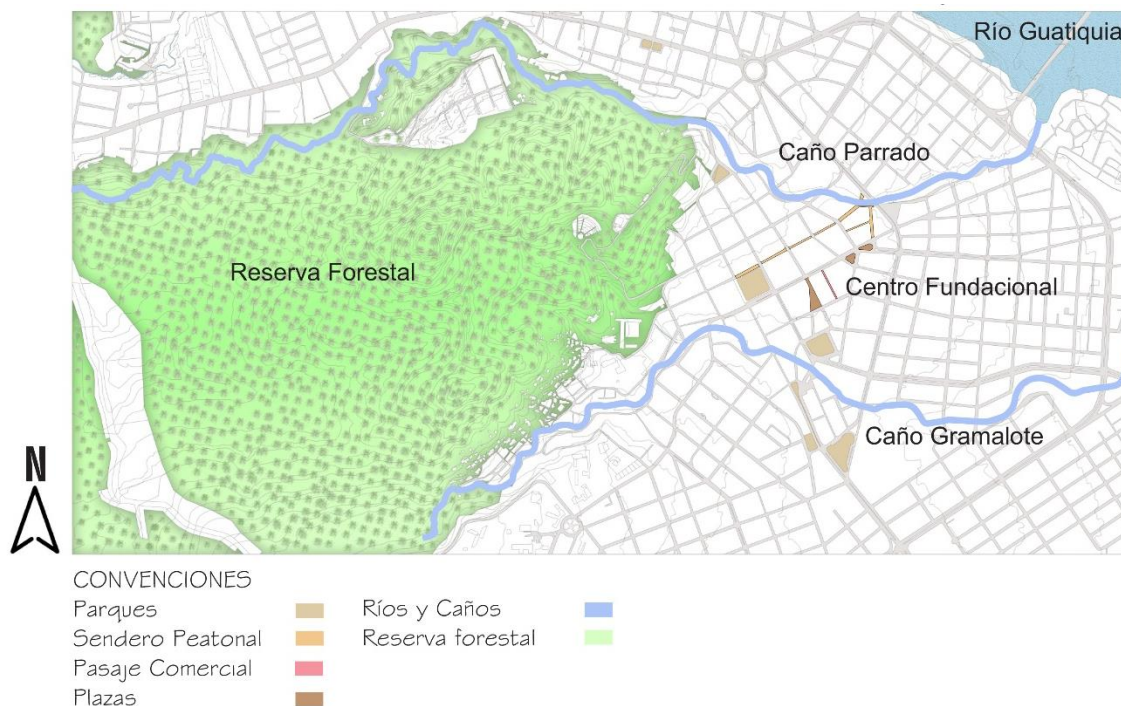 Río Guatiquia
Caño Parrado
Reserva Forestal
Centro Fundacional
Caño Gramalote
N
CONVENCIONES
Parques
Ríos y Caños
Sendero Peatonal
Reserva forestal
Pasaje Comercial
Plazas